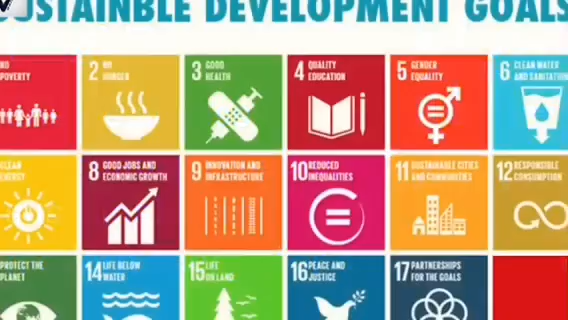 USTAINBLE DEVELOPMENT GOALS
NO
POVERTY
2 NO
HUNGER
3 GOOD
HEALTH
4 QUALITY
EDUCATION
5 GENDER
EQUALITY
6 CLEAN WATER
AND SANITATION
CLEAN
ENERGY
8 GOOD JOBS AND
ECONOMIC GROWTH
9 INNOVATION AND
INFRASTRUCTURE
10 REDUCED
INEQUALITIES
11 SUSTAINABLE CITIES
AND COMMUNITIES
12 RESPONSIBLE
CONSUMPTION
PROTECT THE
PLANET
14 LIFE BELOW
WATER
15 LIFE
ON LAND
16 PEACE AND
JUSTICE
17 PARTNERSHIPS
FOR THE GOALS